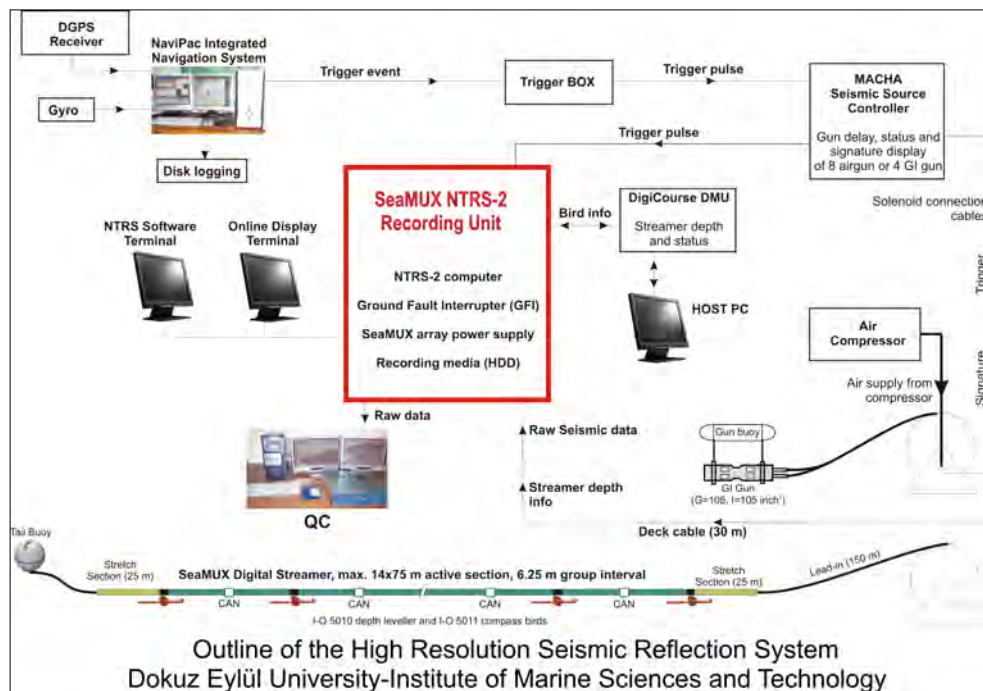 DGPS
Receiver
NaviPac Integrated
Navigation System
Gyro
Disk logging
Trigger event
Trigger BOX
Trigger pulse
MACHA
Seismic Source
Controller
Gun delay, status and
signature display
of 8 airgun or 4 GI gun
Trigger pulse
SeaMUX NTRS-2
Recording Unit
NTRS-2 computer
Ground Fault Interrupter (GFI)
SeaMUX array power supply
Recording media (HDD)
Bird info
DigiCourse DMU
Streamer depth
and status
HOST PC
Solenoid connection
cables
Trigger
Signature
NTRS Software
Terminal
Online Display
Terminal
Air
Compressor
Air supply from
compressor
Raw data
QC
Raw Seismic data
Streamer depth
info
Gun buoy
GI Gun
(G=105, I=105 inch³)
Deck cable (30 m)
Tail Buoy
Stretch
Section (25 m)
SeaMUX Digital Streamer, max. 14x75 m active section, 6.25 m group interval
Stretch
Section (25 m)
Lead-in (150 m)
CAN
CAN
CAN
CAN
I-O 5010 depth leveller and I-O 5011 compass birds
Outline of the High Resolution Seismic Reflection System
Dokuz Eylül University-Institute of Marine Sciences and Technology